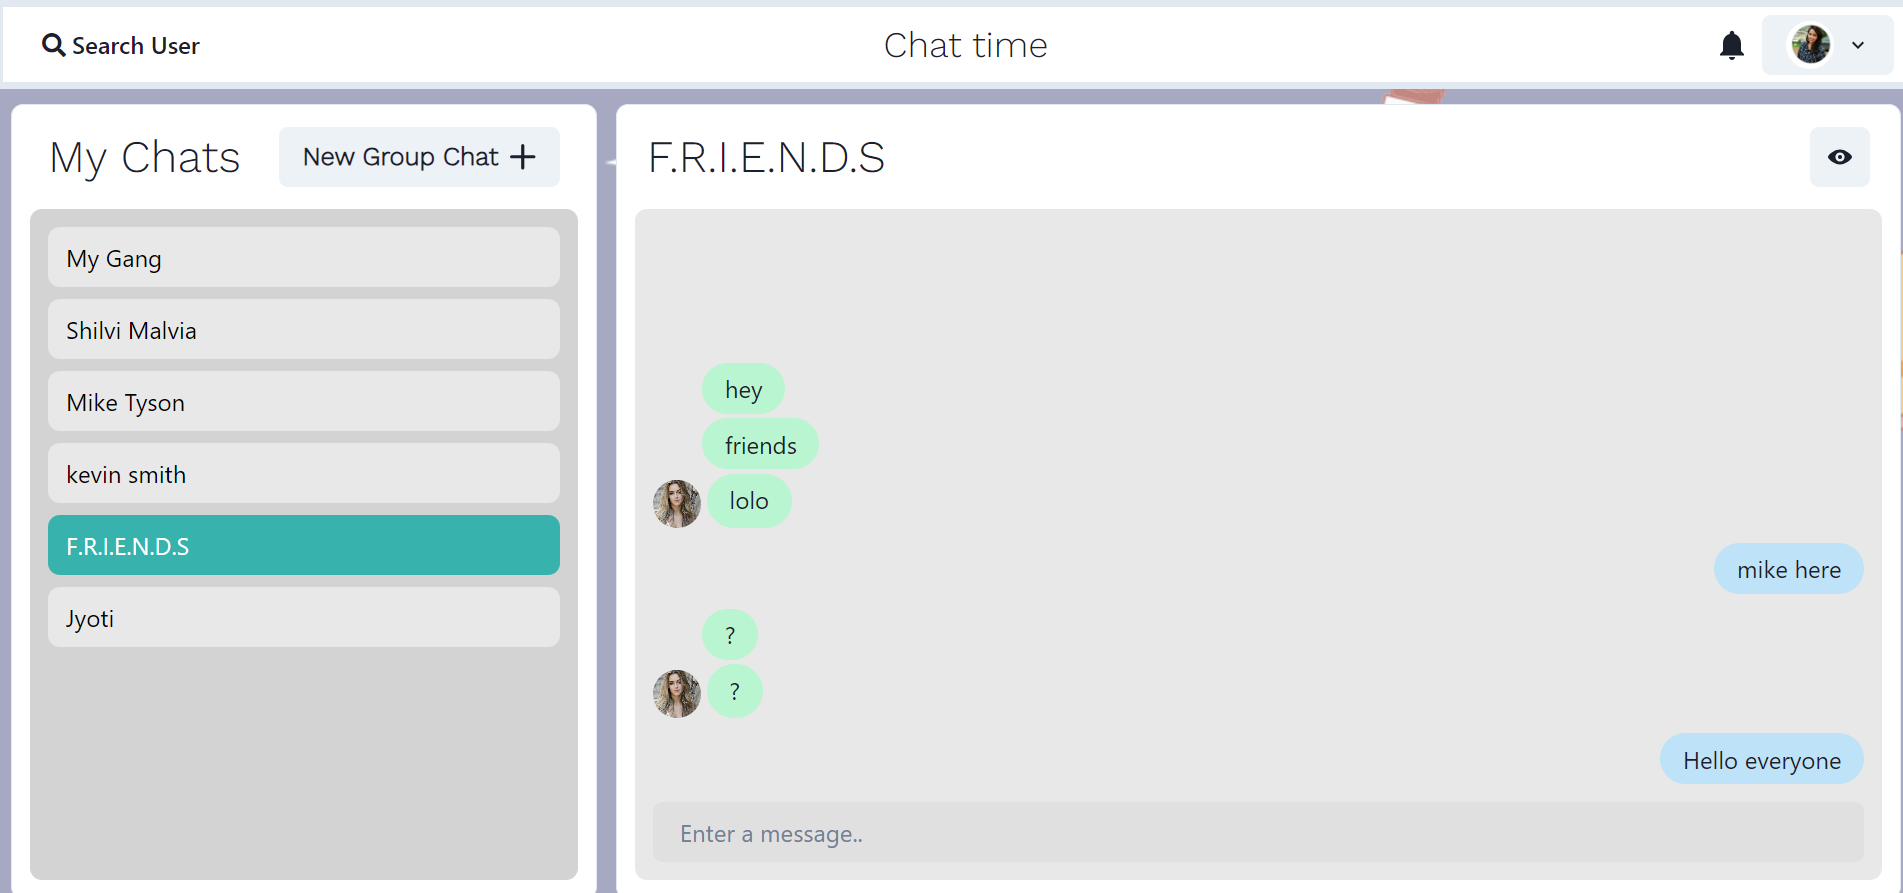 Search User
Chat time
My Chats
New Group Chat +
My Gang
Shilvi Malvia
Mike Tyson
kevin smith
F.R.I.E.N.D.S
Jyoti
F.R.I.E.N.D.S
hey
friends
lolo
mike here
?
?
Hello everyone
Enter a message..